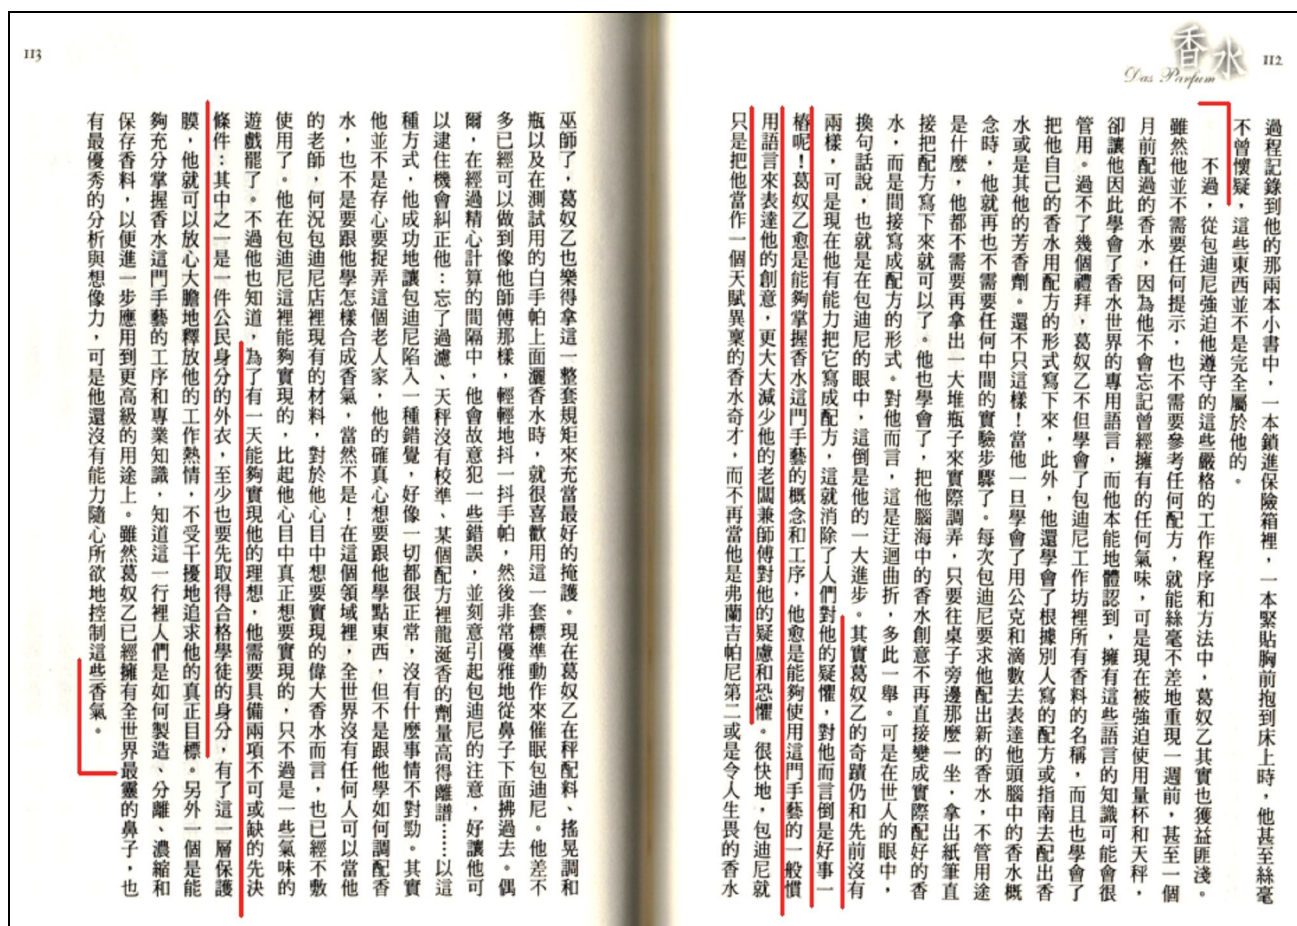 香水
Das Parfum
112
過程記錄到他的那兩本小書中，一本鎖進保險箱裡，一本緊貼胸前抱到床上時，他甚至絲毫
不曾懷疑，這些東西並不是完全屬於他的。
不過，從包迪尼強迫他遵守的這些嚴格的工作程序和方法中，葛奴乙其實也獲益匪淺。
雖然他並不需要任何提示，也不需要參考任何配方，就能絲毫不差地重現一週前，甚至一個
月前配過的香水，因為他不會忘記曾經擁有的任何氣味，可是現在被強迫使用量杯和天秤，
卻讓他因此學會了香水世界的專用語言，而他本能地體認到，擁有這些語言的知識可能會很
管用。過不了幾個禮拜，葛奴乙不但學會了包迪尼工作坊裡所有香料的名稱，而且也學會了
把他自己的香水用配方的形式寫下來，此外，他還學會了根據別人寫的配方或指南去配出香
水或是其他的芳香劑。還不只這樣！當他一旦學會了用公克和滴數去表達他頭腦中的香水概
念時，他就再也不需要任何中間的實驗步驟了。每次包迪尼要求他配出新的香水，不管用途
是什麼，他都不需要再拿出一大堆瓶子來實際調弄，只要往桌子旁邊那麼一坐，拿出紙筆直
接把配方寫下來就可以了。他也學會了，把他腦海中的香水創意不再直接變成實際配好的香
水，而是間接寫成配方的形式。對他而言，這是迂迴曲折，多此一舉。可是在世人的眼中，
換句話說，也就是在包迪尼的眼中，這倒是他的一大進步。其實葛奴乙的奇蹟仍和先前沒有
兩樣，可是現在他有能力把它寫成配方，這就消除了人們對他的疑懼，對他而言倒是好事一
樁呢！葛奴乙愈是能夠掌握香水這門手藝的概念和工序，他愈是能夠使用這門手藝的一般慣
用語言來表達他的創意，更大大減少他的老闆兼師傅對他的疑慮和恐懼。很快地，包迪尼就
只是把他當作一個天賦異稟的香水奇才，而不再當他是弗蘭吉帕尼第二或是令人生畏的香水
113
巫師了，葛奴乙也樂得拿這一整套規矩來充當最好的掩護。現在葛奴乙在秤配料、搖晃調和
瓶以及在測試用的白手帕上面灑香水時，就很喜歡用這一套標準動作來催眠包迪尼。他差不
多已經可以做到像他師傅那樣，輕輕地抖一抖手帕，然後非常優雅地從鼻子下面拂過去。偶
爾，在經過精心計算的間隔中，他會故意犯一些錯誤，並刻意引起包迪尼的注意，好讓他可
以逮住機會糾正他：忘了過濾、天秤沒有校準、某個配方裡龍涎香的劑量高得離譜……以這
種方式，他成功地讓包迪尼陷入一種錯覺，好像一切都很正常，沒有什麼事情不對勁。其實
他並不是存心要捉弄這個老人家，他的確真心想要跟他學點東西，但不是跟他學如何調配香
水，也不是要跟他學怎樣合成香氣，當然不是！在這個領域裡，全世界沒有任何人可以當他
的老師，何況包迪尼店裡現有的材料，對於他心目中想要實現的偉大香水而言，也已經不敷
使用了。他在包迪尼這裡能夠實現的，比起他心目中真正想要實現的，只不過是一些氣味的
遊戲罷了。不過他也知道，為了有一天能夠實現他的理想，他需要具備兩項不可或缺的先決
條件：其中之一是一件公民身分的外衣，至少也要先取得合格學徒的身分，有了這一層保護
膜，他就可以放心大膽地釋放他的工作熱情，不受干擾地追求他的真正目標。另外一個是能
夠充分掌握香水這門手藝的工序和專業知識，知道這一行裡人們是如何製造、分離、濃縮和
保存香料，以便進一步應用到更高級的用途上。雖然葛奴乙已經擁有全世界最靈的鼻子，也
有最優秀的分析與想像力，可是他還沒有能力隨心所欲地控制這些香氣。